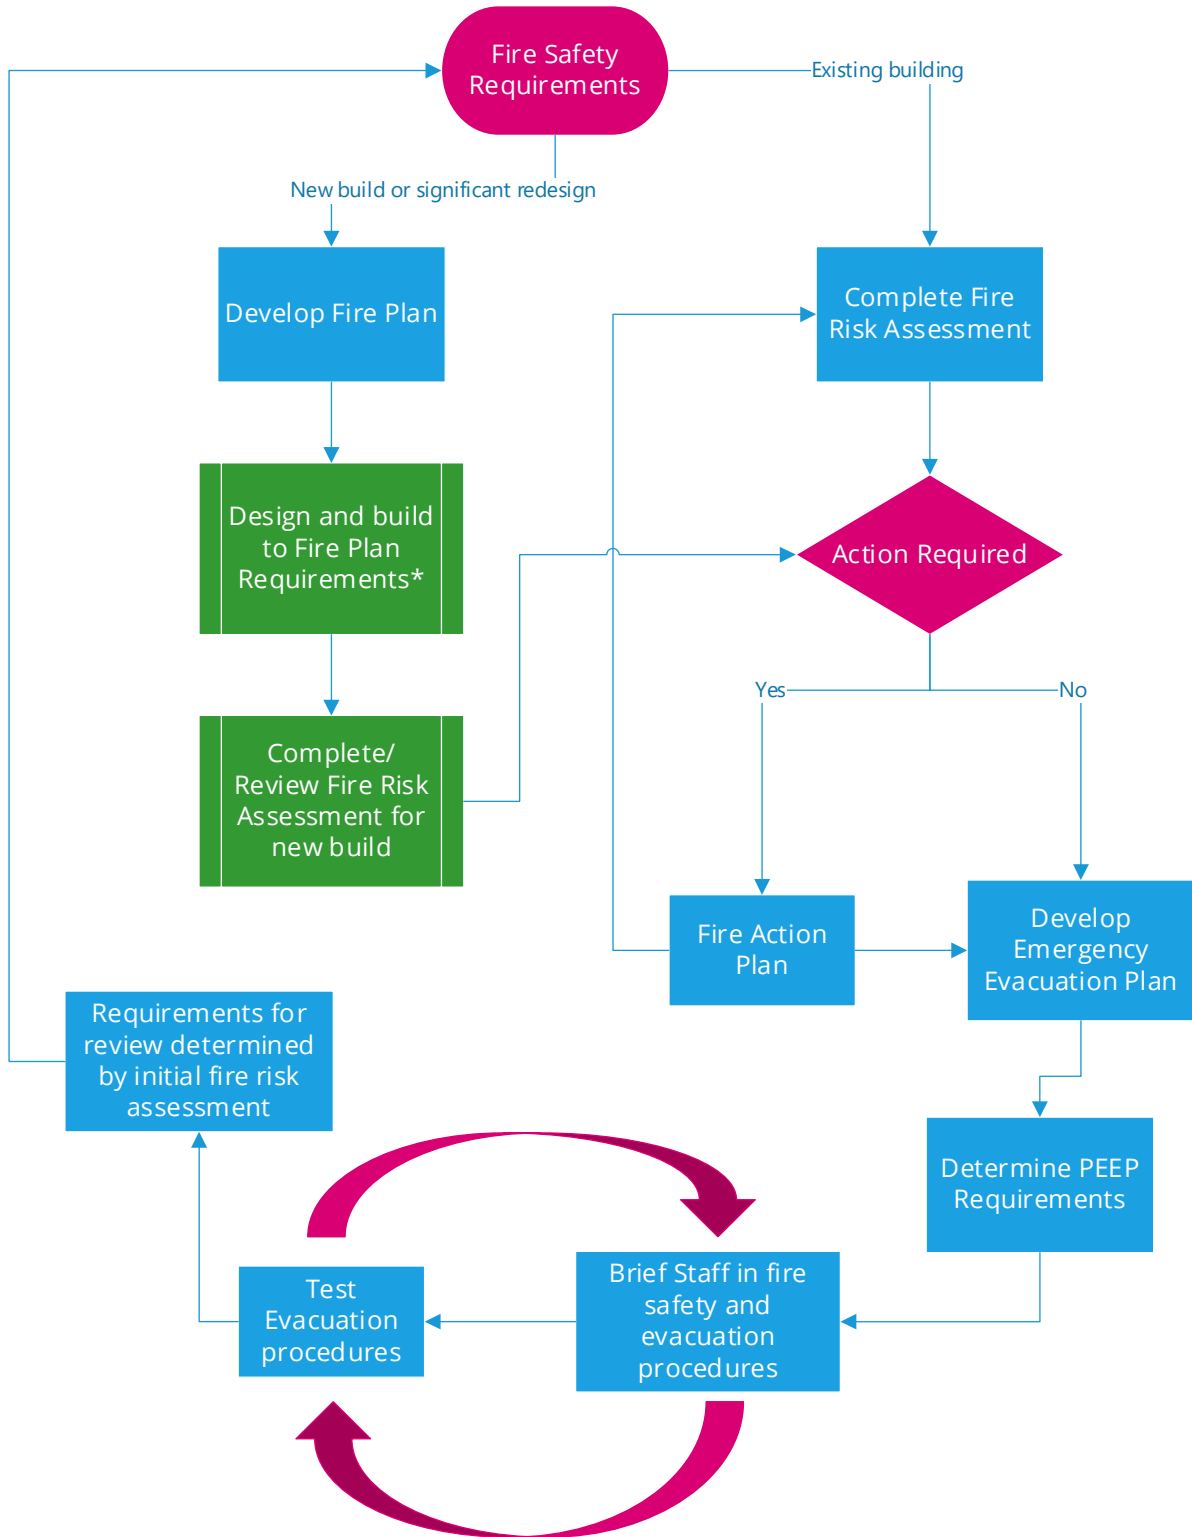 Fire Safety
Requirements
Existing building
New build or significant redesign
Develop Fire Plan
Complete Fire
Risk Assessment
Design and build
to Fire Plan
Requirements*
Action Required
Yes
No
Complete/
Review Fire Risk
Assessment for
new build
Fire Action
Plan
Develop
Emergency
Evacuation Plan
Requirements for
review determined
by initial fire risk
assessment
Determine PEEP
Requirements
Brief Staff in fire
safety and
evacuation
procedures
Test
Evacuation
procedures